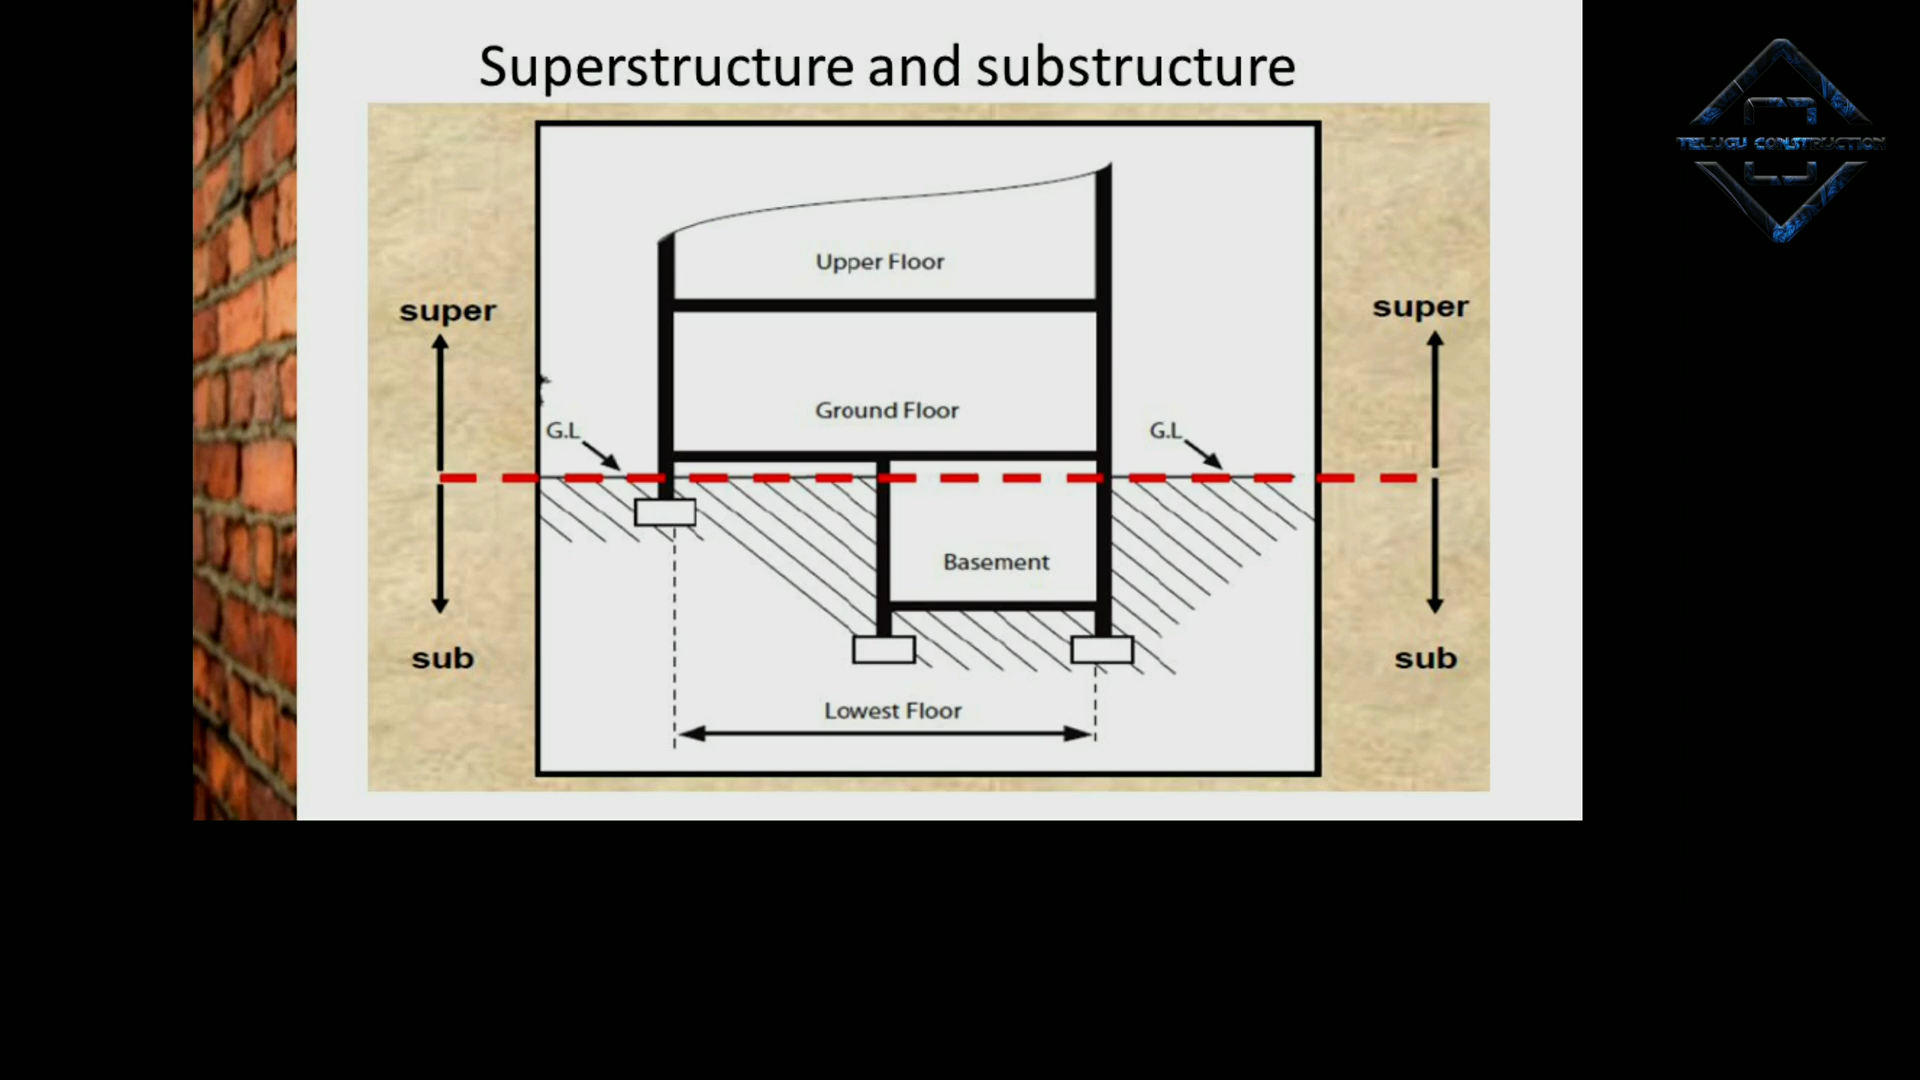 Superstructure and substructure
TELUGU CONSTRUCTION
Upper Floor
super
super
Ground Floor
G.L
G.L
Basement
sub
sub
Lowest Floor